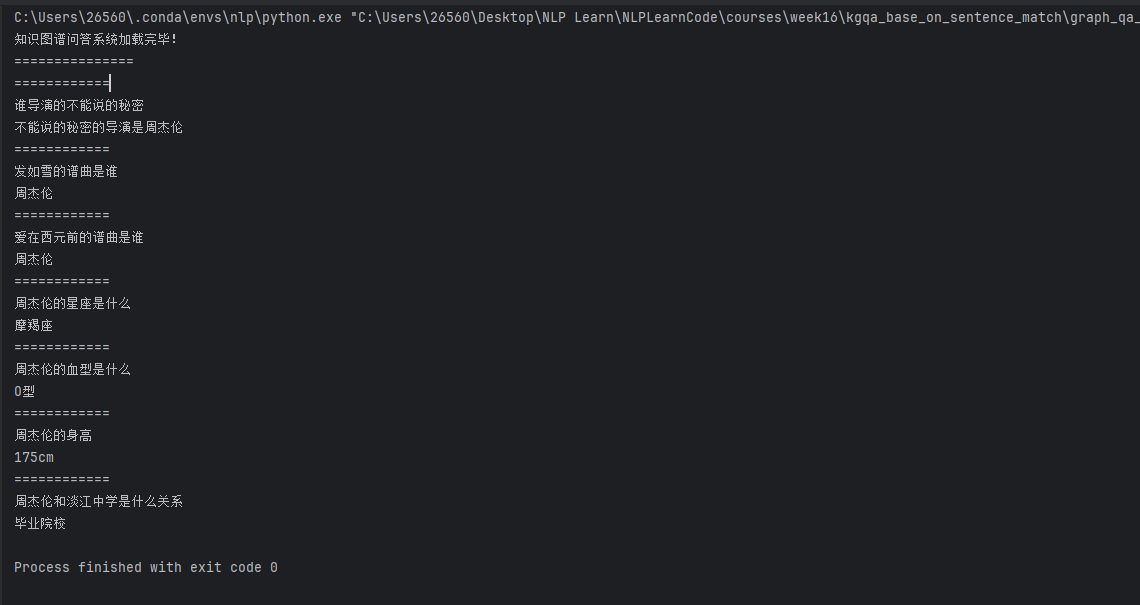 C:\Users\26560\.conda\envs\nlp\python.exe "C:\Users\26560\Desktop\NLP Learn\NLPLearnCode\courses\week16\kgqa_base_on_sentence_match\graph_qa_
知识图谱问答系统加载完毕!
===============
============
谁导演的不能说的秘密
不能说的秘密的导演是周杰伦
============
发如雪的谱曲是谁
周杰伦
============
爱在西元前的谱曲是谁
周杰伦
============
周杰伦的星座是什么
摩羯座
============
周杰伦的血型是什么
O型
============
周杰伦的身高
175cm
============
周杰伦和淡江中学是什么关系
毕业院校
Process finished with exit code 0